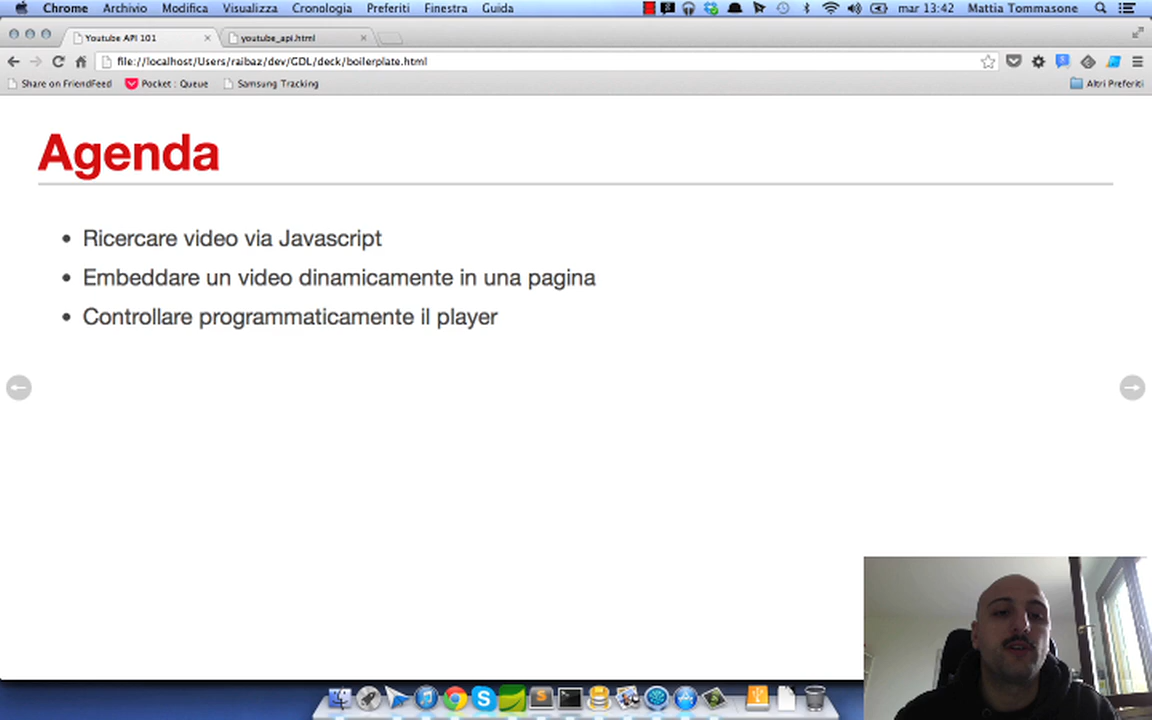 Chrome Archivio Modifica Visualizza Cronologia Preferiti Finestra Guida mar 13:42 Mattia Tommasone
Youtube API 101 youtube_api.html
file://localhost/Users/raibaz/dev/GDL/deck/boilerplate.html
Share on FriendFeed Pocket : Queue Samsung Tracking Altri Preferiti
Agenda
• Ricercare video via Javascript
• Embeddare un video dinamicamente in una pagina
• Controllare programmaticamente il player